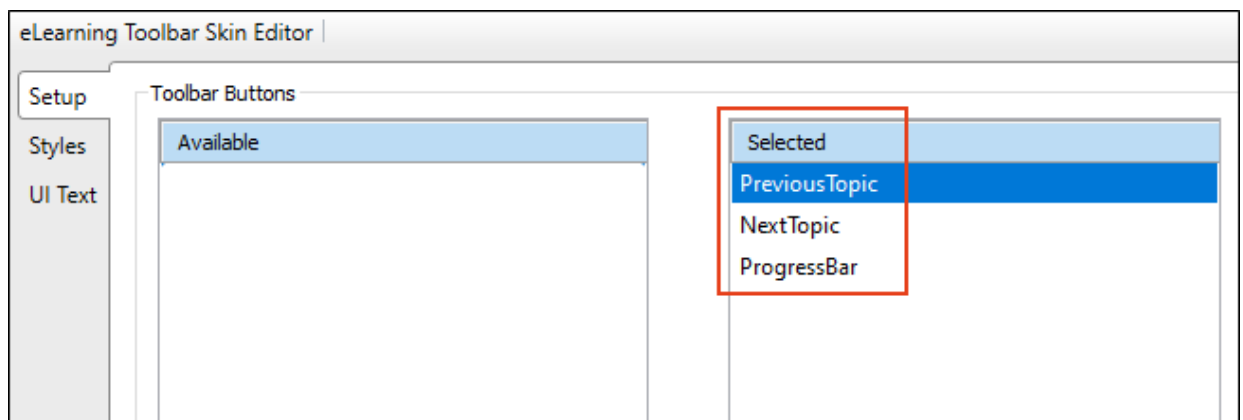 eLearning Toolbar Skin Editor
Setup
Styles
UI Text
Toolbar Buttons
Available
Selected
PreviousTopic
NextTopic
ProgressBar